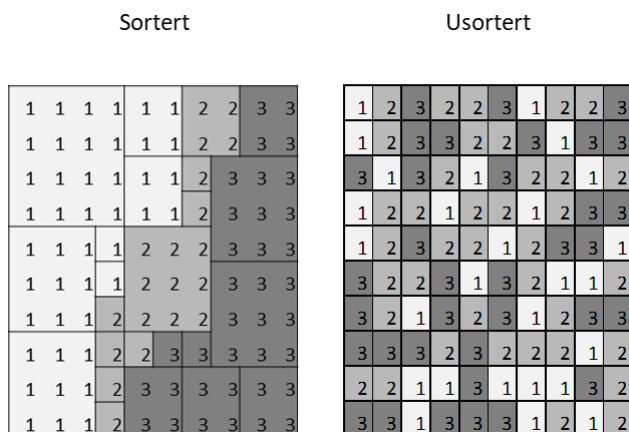 Sortert Usortert
1 1 1 1 1 1 2 2 3 3 1 2 3 2 2 3 1 2 2 3
1 1 1 1 1 1 2 2 3 3 1 2 3 3 2 2 3 1 3 3
1 1 1 1 1 1 2 3 3 3 3 1 3 2 1 3 2 2 1 2
1 1 1 1 1 1 2 3 3 3 1 2 2 1 2 2 1 2 3 3
1 1 1 1 2 2 2 3 3 3 1 2 3 2 2 1 2 3 3 1
1 1 1 1 2 2 2 3 3 3 3 2 2 3 1 3 2 1 1 2
1 1 1 2 2 2 2 3 3 3 3 2 1 3 2 3 1 2 3 3
1 1 1 2 2 3 3 3 3 3 3 3 3 2 3 2 2 2 1 2
1 1 1 2 3 3 3 3 3 3 2 2 1 1 3 1 1 1 3 2
1 1 1 2 3 3 3 3 3 3 3 3 1 3 3 3 1 2 1 2